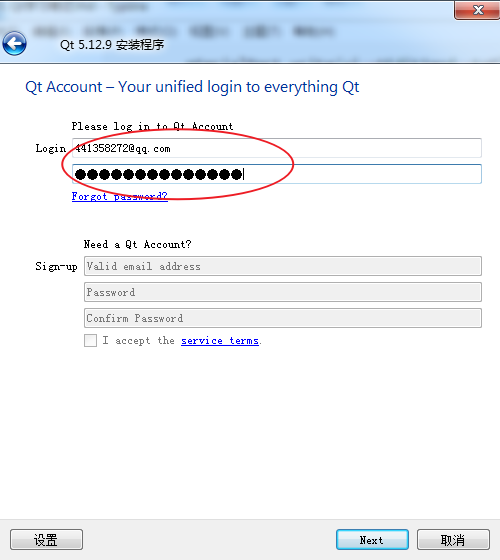 Qt 5.12.9 安装程序
Qt Account – Your unified login to everything Qt
Please log in to Qt Account
Login 441358272@qq.com
●●●●●●●●●●●●●●
Forgot password?
Need a Qt Account?
Sign-up Valid email address
Password
Confirm Password
I accept the service terms.
设置 Next 取消